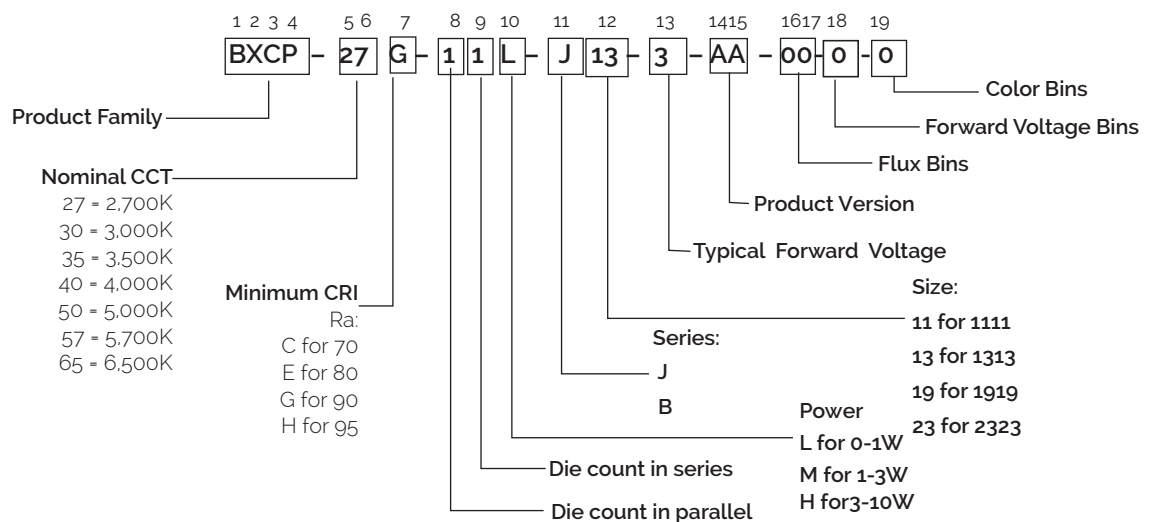 1 2 3 4 5 6 7 8 9 10 11 12 13 1415 1617 18 19
BXCP - 27 G - 1 1 L - J 13 - 3 - AA - 00 - 0 - 0
Color Bins
Product Family
Forward Voltage Bins
Flux Bins
Nominal CCT
27 = 2,700K
30 = 3,000K
35 = 3,500K
40 = 4,000K
50 = 5,000K
57 = 5,700K
65 = 6,500K
Product Version
Typical Forward Voltage
Minimum CRI
Ra:
C for 70
E for 80
G for 90
H for 95
Size:
11 for 1111
13 for 1313
19 for 1919
23 for 2323
Series:
J
B
Power
L for 0-1W
M for 1-3W
H for3-10W
Die count in series
Die count in parallel